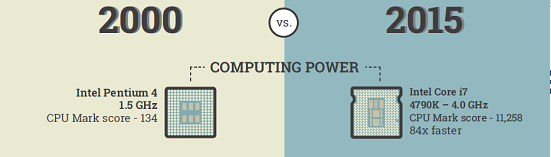 2000
vs.
2015
COMPUTING POWER
Intel Pentium 4
1.5 GHz
CPU Mark score - 134
Intel Core i7
4790K – 4.0 GHz
CPU Mark score - 11,258
84x faster